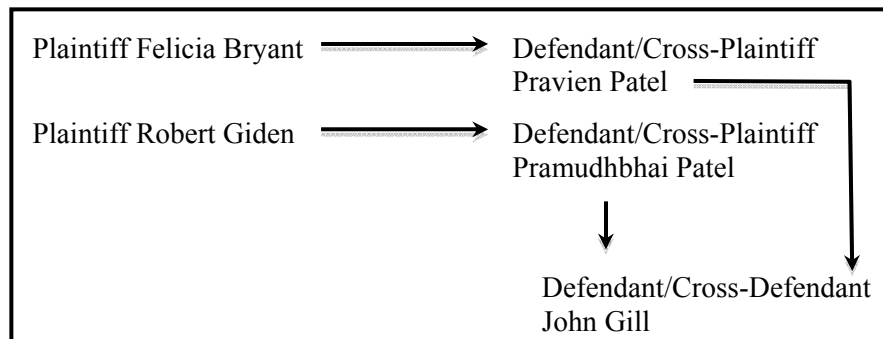 Plaintiff Felicia Bryant
Defendant/Cross-Plaintiff
Pravien Patel
Plaintiff Robert Giden
Defendant/Cross-Plaintiff
Pramudhbhai Patel
Defendant/Cross-Defendant
John Gill